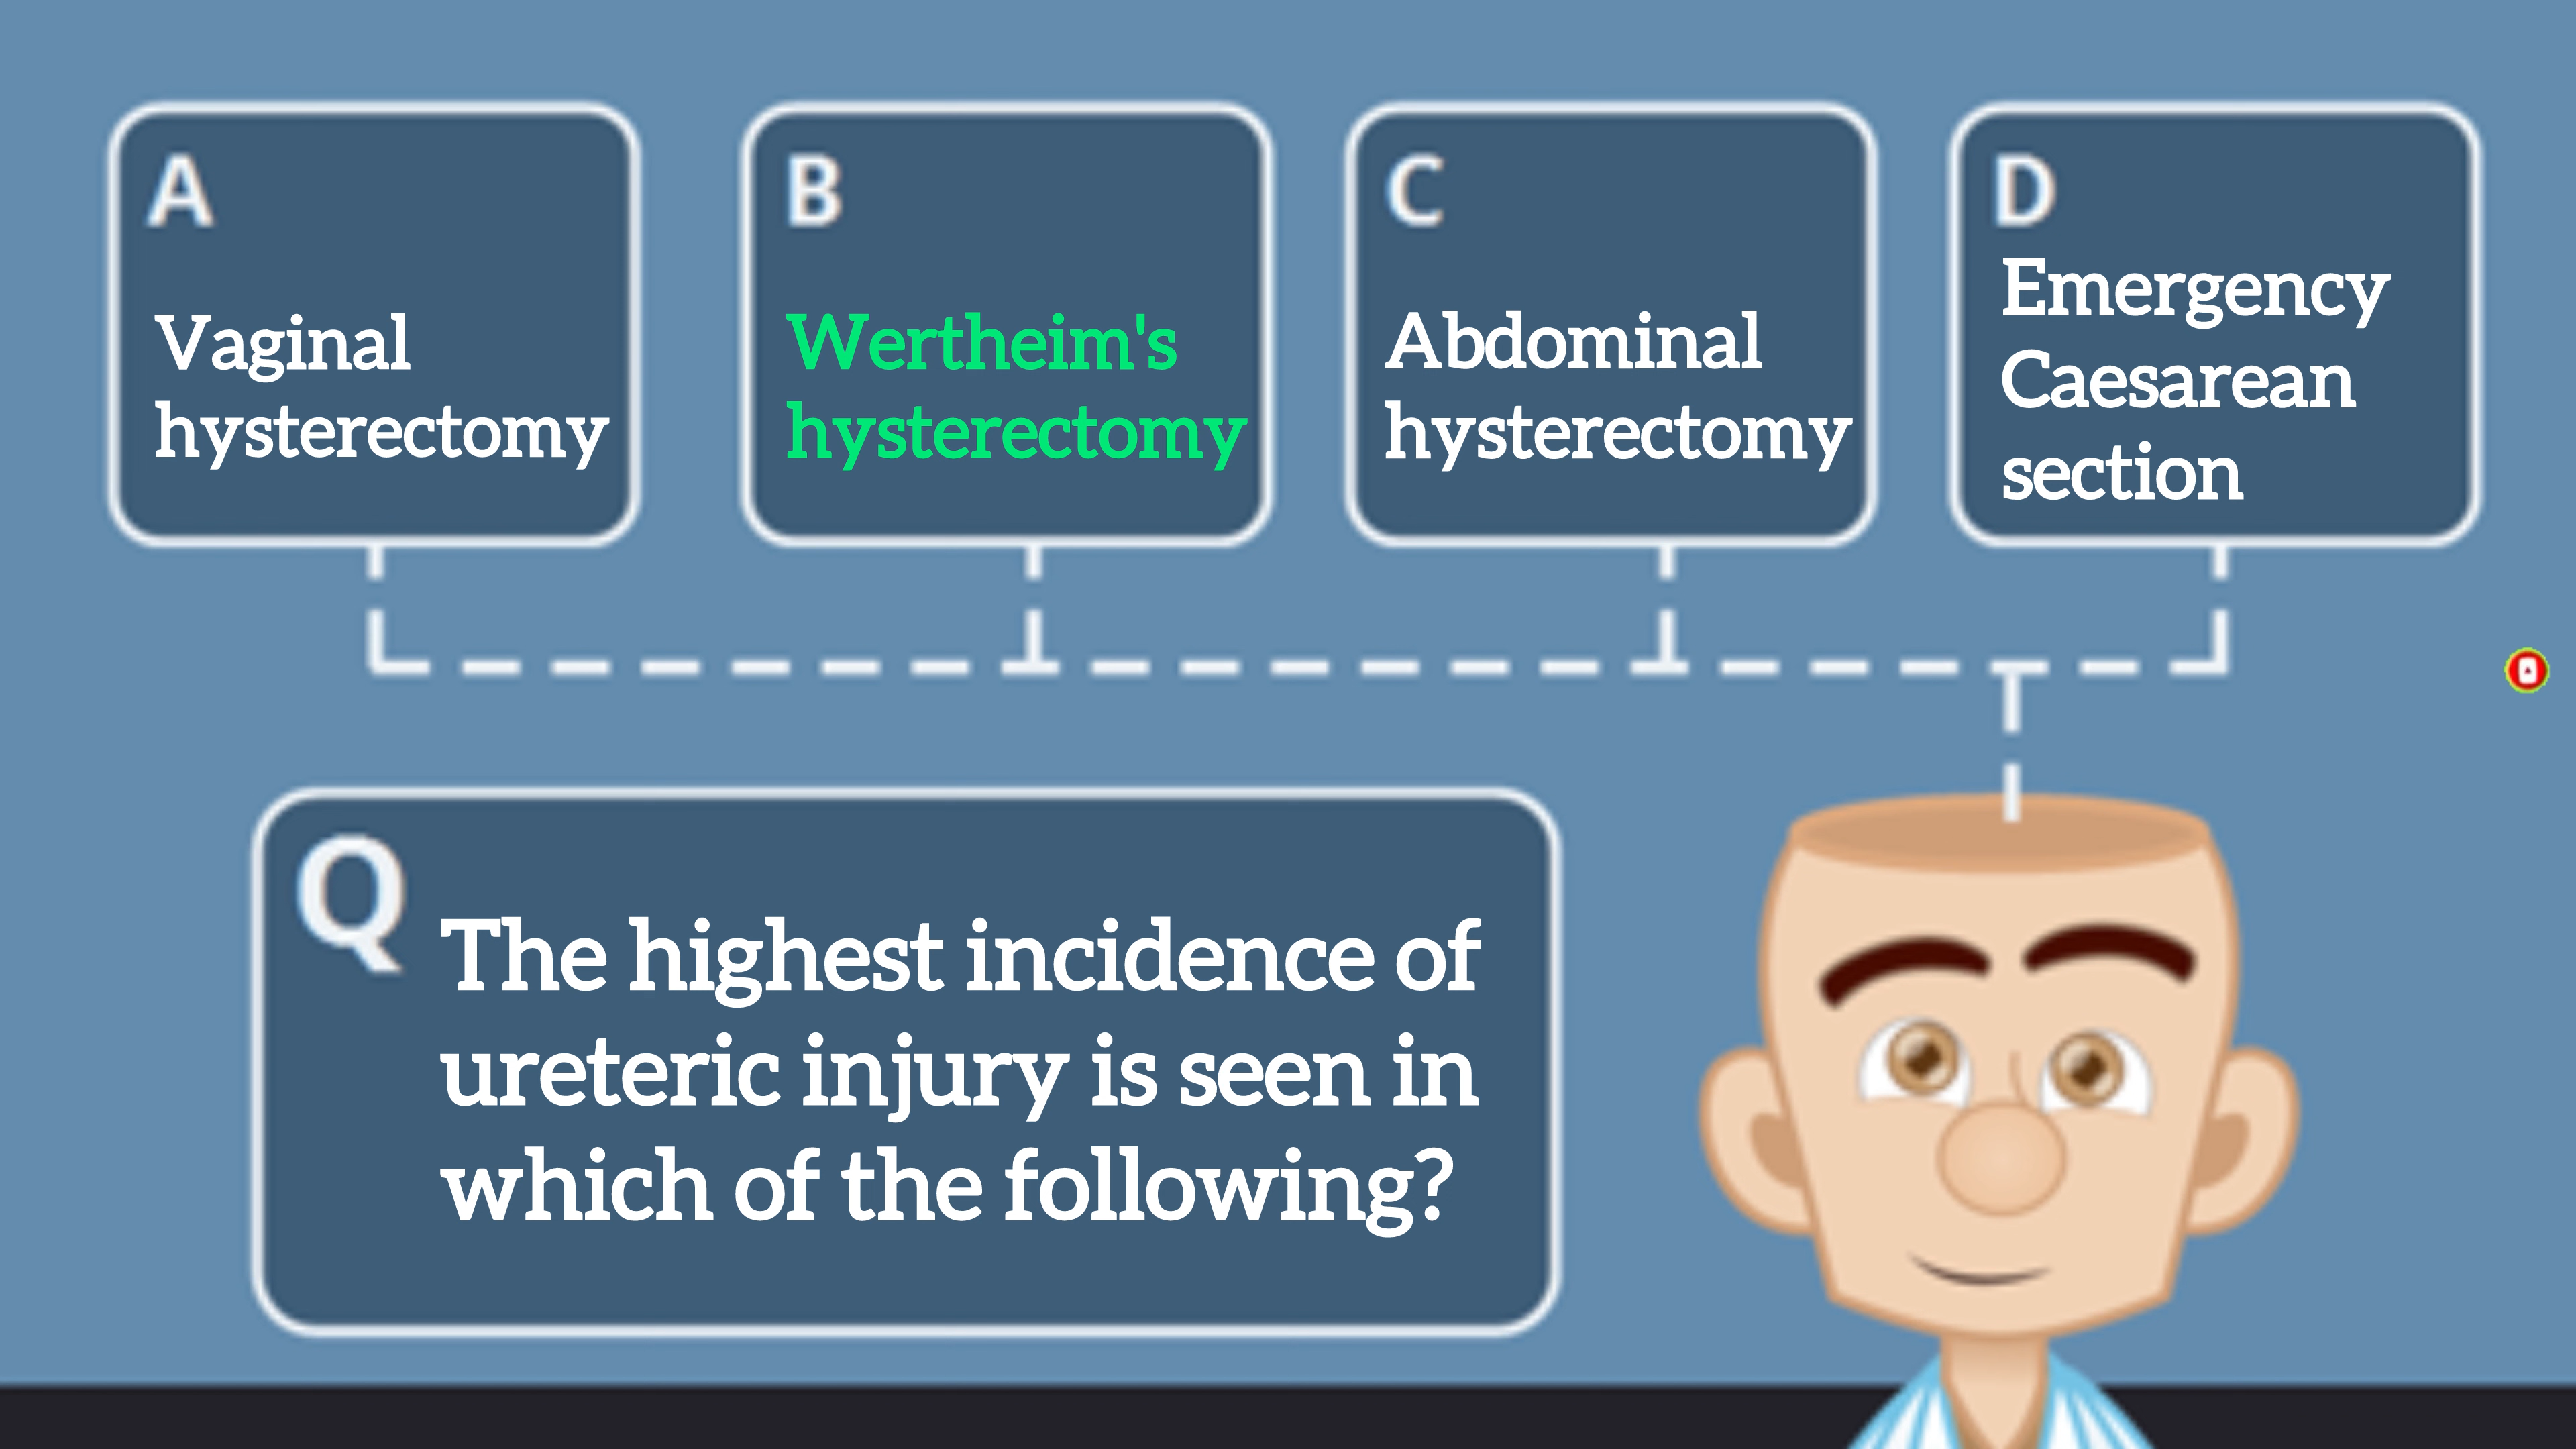 A
Vaginal
hysterectomy
B
Wertheim's
hysterectomy
C
Abdominal
hysterectomy
D
Emergency
Caesarean
section
Q
The highest incidence of
ureteric injury is seen in
which of the following?